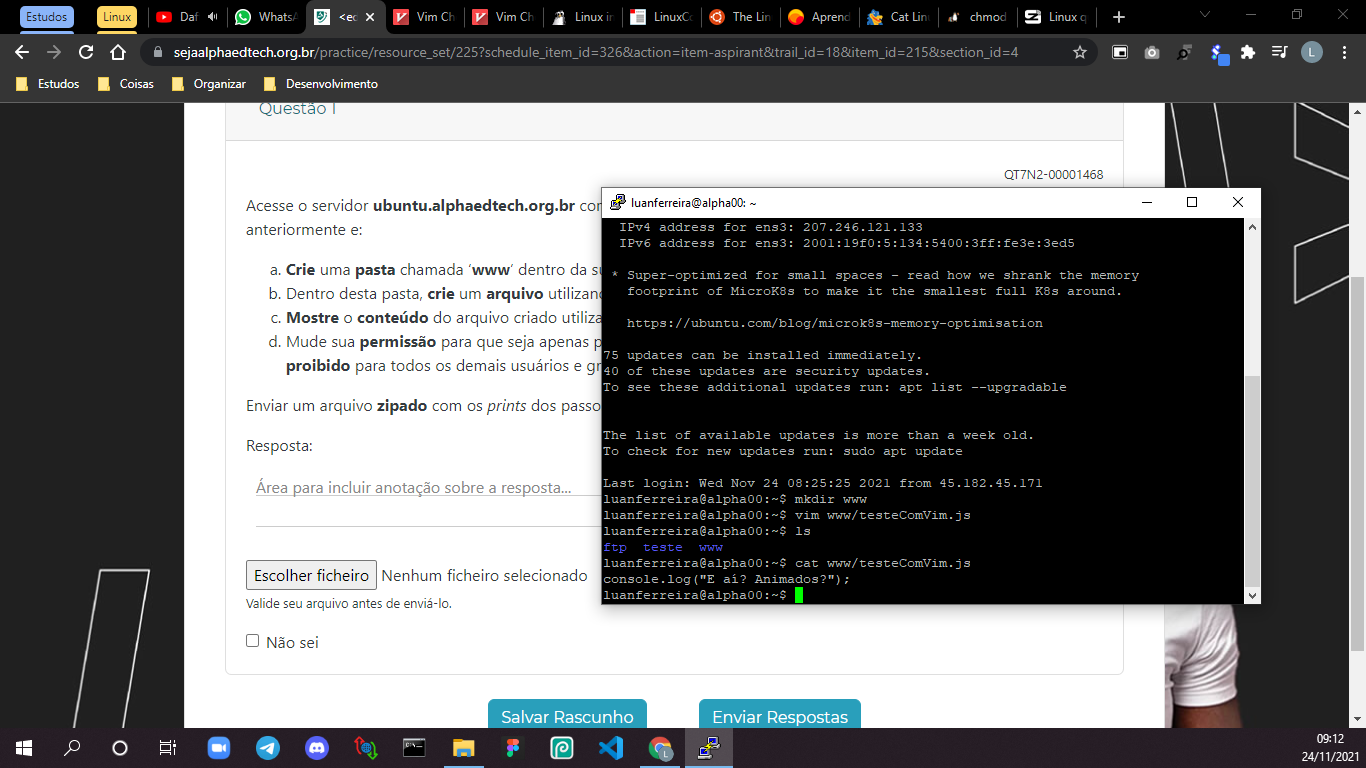 Estudos
Linux
Daf
WhatsA
<ec
Vim Ch
Vim Ch
Linux in
LinuxCo
The Lin
Aprend
Cat Lin
chmod
Linux q
sejaalphaedtech.org.br/practice/resource_set/225?schedule_item_id=326&action=item-aspirant&trail_id=18&item_id=215&section_id=4
L
Estudos
Coisas
Organizar
Desenvolvimento
Questão 1
QT7N2-00001468
Acesse o servidor ubuntu.alphaedtech.org.br con
anteriormente e:
a. Crie uma pasta chamada ‘www’ dentro da su
b. Dentro desta pasta, crie um arquivo utilizand
c. Mostre o conteúdo do arquivo criado utiliza
d. Mude sua permissão para que seja apenas p
proibido para todos os demais usuários e gr
Enviar um arquivo zipado com os prints dos passo
Resposta:
Área para incluir anotação sobre a resposta...
Escolher ficheiro Nenhum ficheiro selecionado
Valide seu arquivo antes de enviá-lo.
Não sei
Salvar Rascunho
Enviar Respostas
luanferreira@alpha00: ~
IPv4 address for ens3: 207.246.121.133
IPv6 address for ens3: 2001:19f0:5:134:5400:3ff:fe3e:3ed5
* Super-optimized for small spaces - read how we shrank the memory
footprint of MicroK8s to make it the smallest full K8s around.
https://ubuntu.com/blog/microk8s-memory-optimisation
75 updates can be installed immediately.
40 of these updates are security updates.
To see these additional updates run: apt list --upgradable
The list of available updates is more than a week old.
To check for new updates run: sudo apt update
Last login: Wed Nov 24 08:25:25 2021 from 45.182.45.171
luanferreira@alpha00:~$ mkdir www
luanferreira@alpha00:~$ vim www/testeComVim.js
luanferreira@alpha00:~$ ls
ftp teste www
luanferreira@alpha00:~$ cat www/testeComVim.js
console.log("E aí? Animados?");
luanferreira@alpha00:~$
09:12
24/11/2021